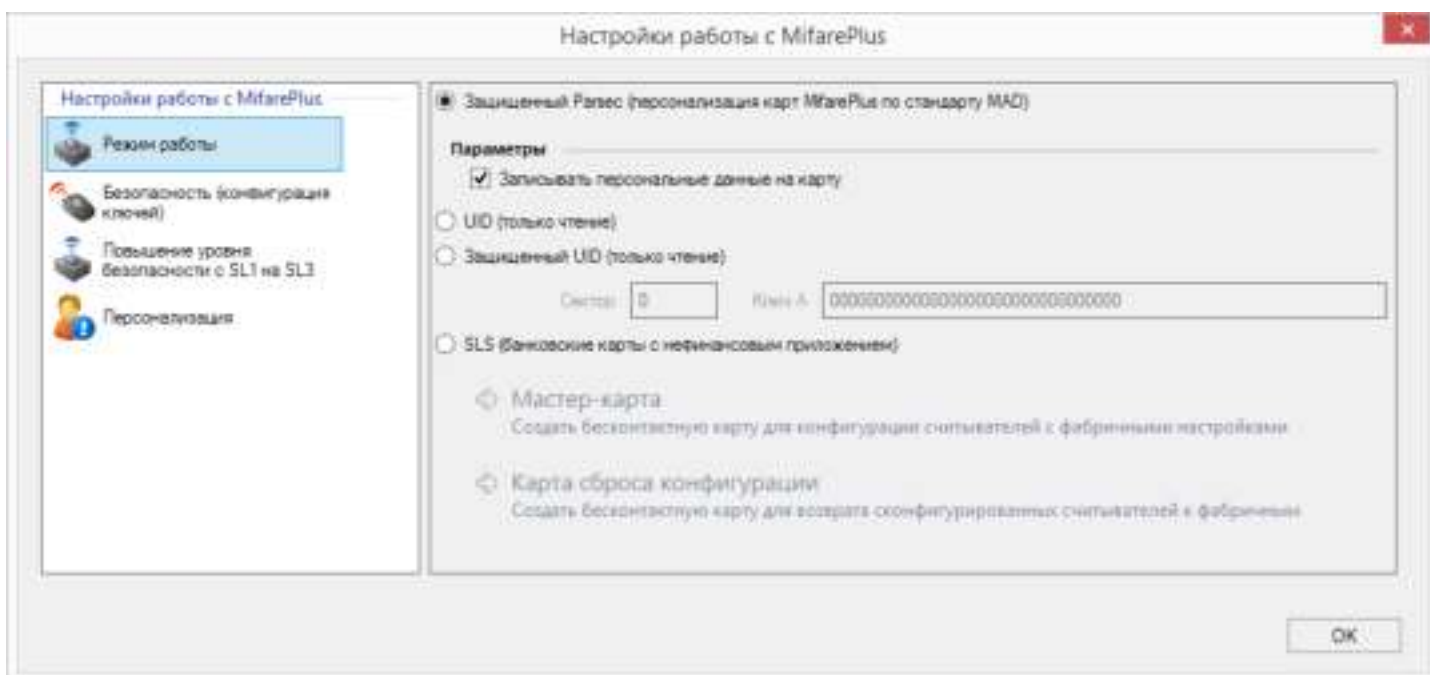 Настройки работы с MifarePlus
Настройки работы с MifarePlus
Режим работы
Безопасность (конфигурация
ключей)
Повышение уровня
безопасности с SL1 на SL3
Персонализация
Защищенный Parsec (персонализация карт MifarePlus по стандарту MAD)
Параметры
Записывать персональные данные на карту
UID (только чтение)
Защищенный UID (только чтение)
Сектор 0 Ключ A
SLS (банковские карты с нефинансовым приложением)
Мастер-карта
Создать бесконтактную карту для конфигурации считывателей с фабричными настройками
Карта сброса конфигурации
Создать бесконтактную карту для возврата сконфигурированных считывателей к фабричным
OK